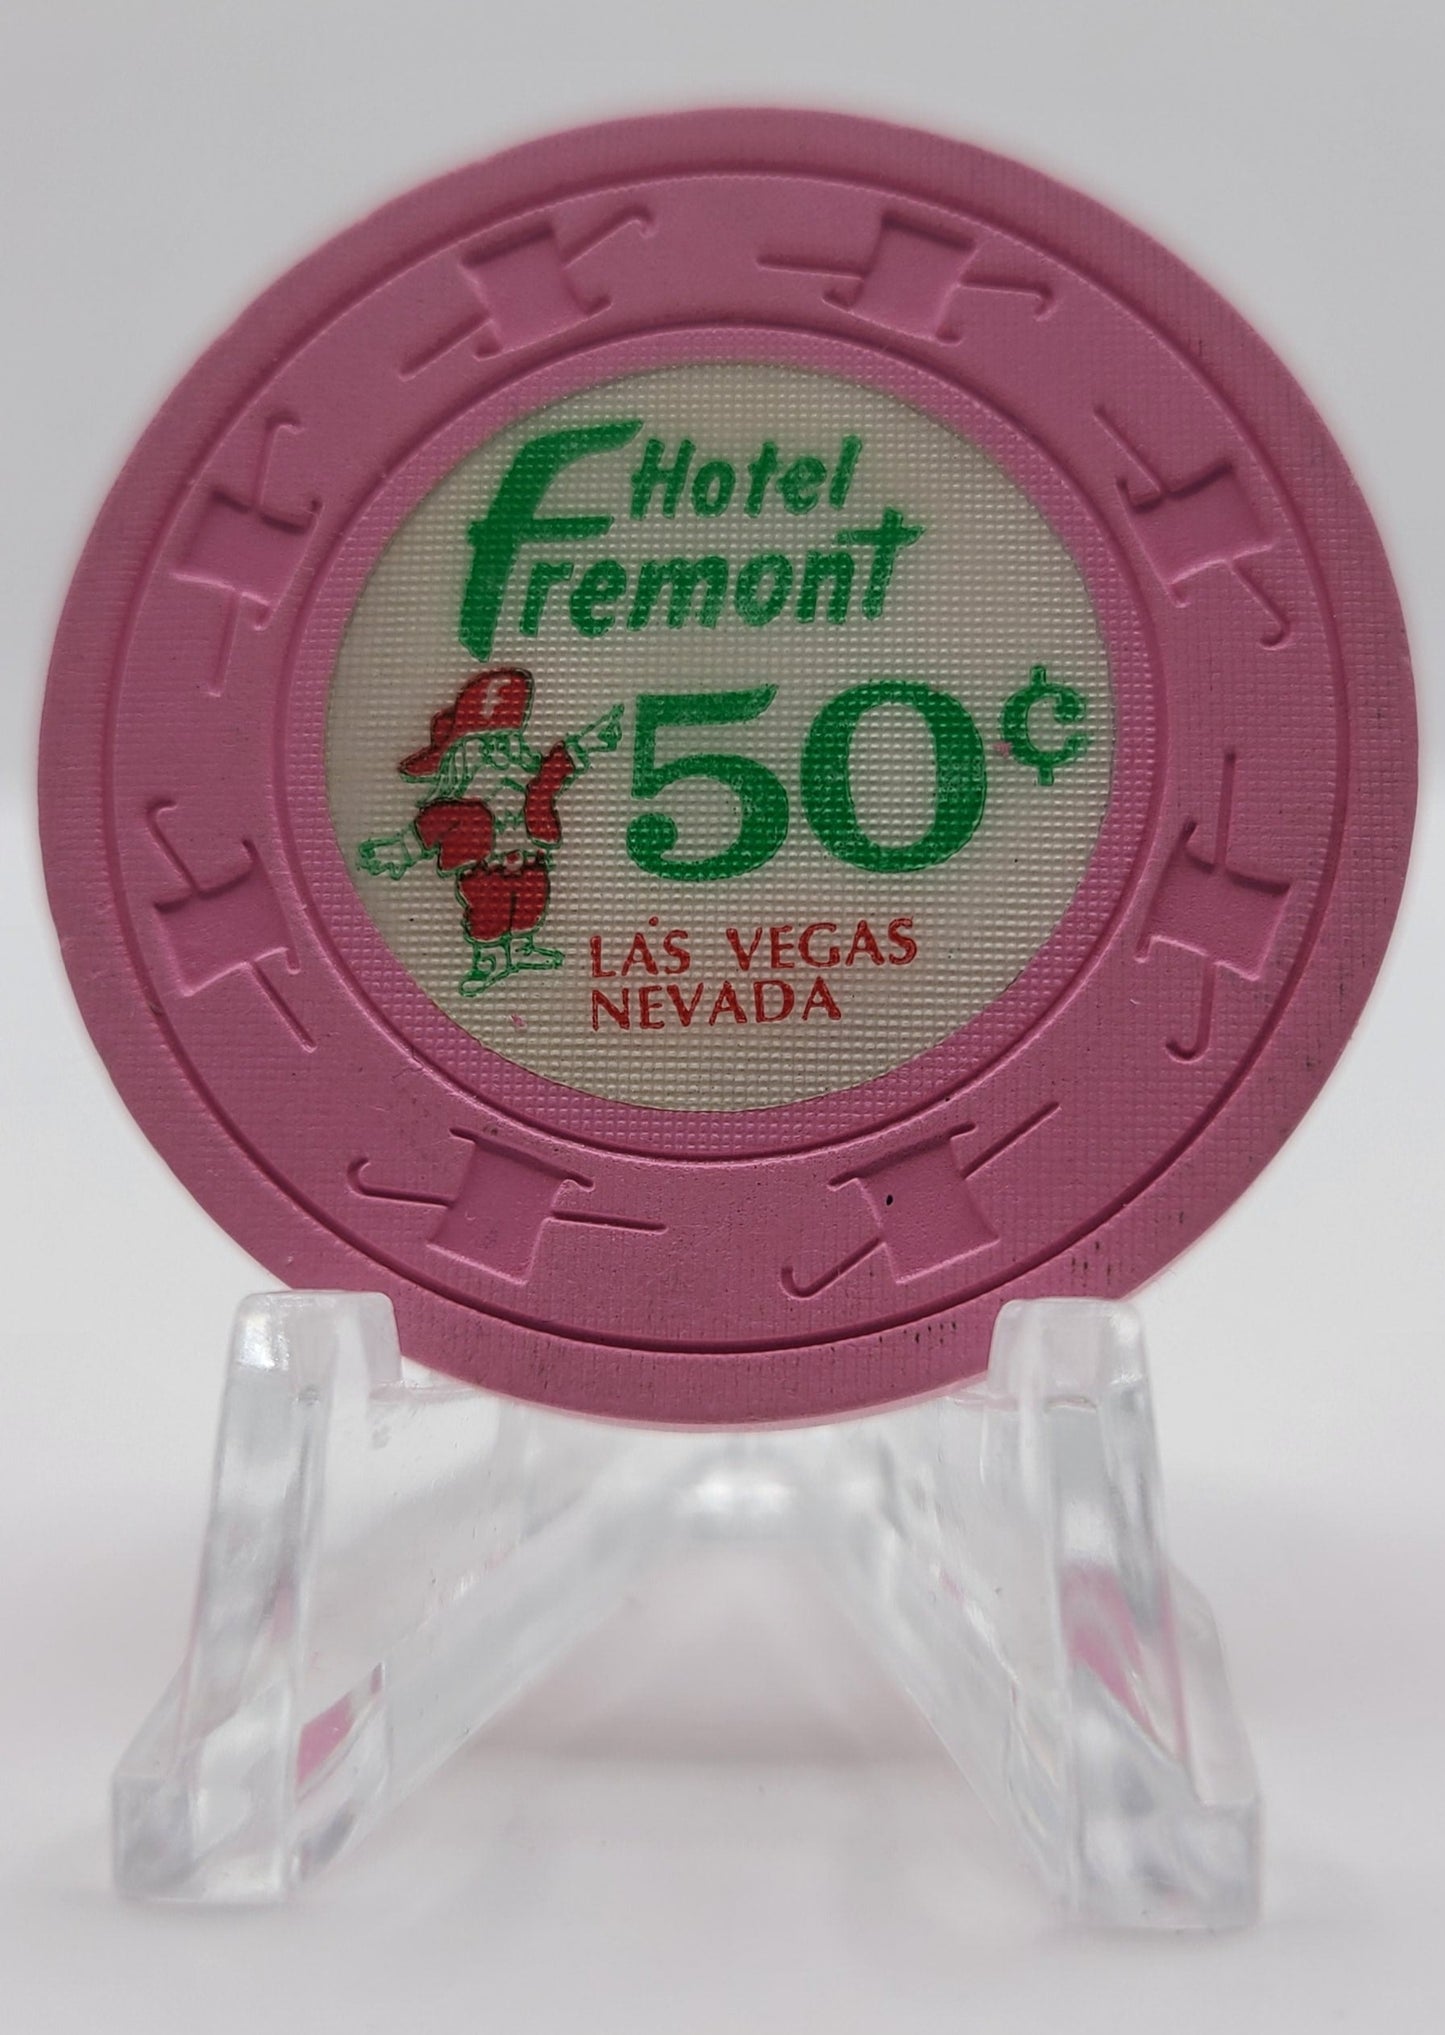 Hotel
Fremont
f
50¢
LAS VEGAS
NEVADA